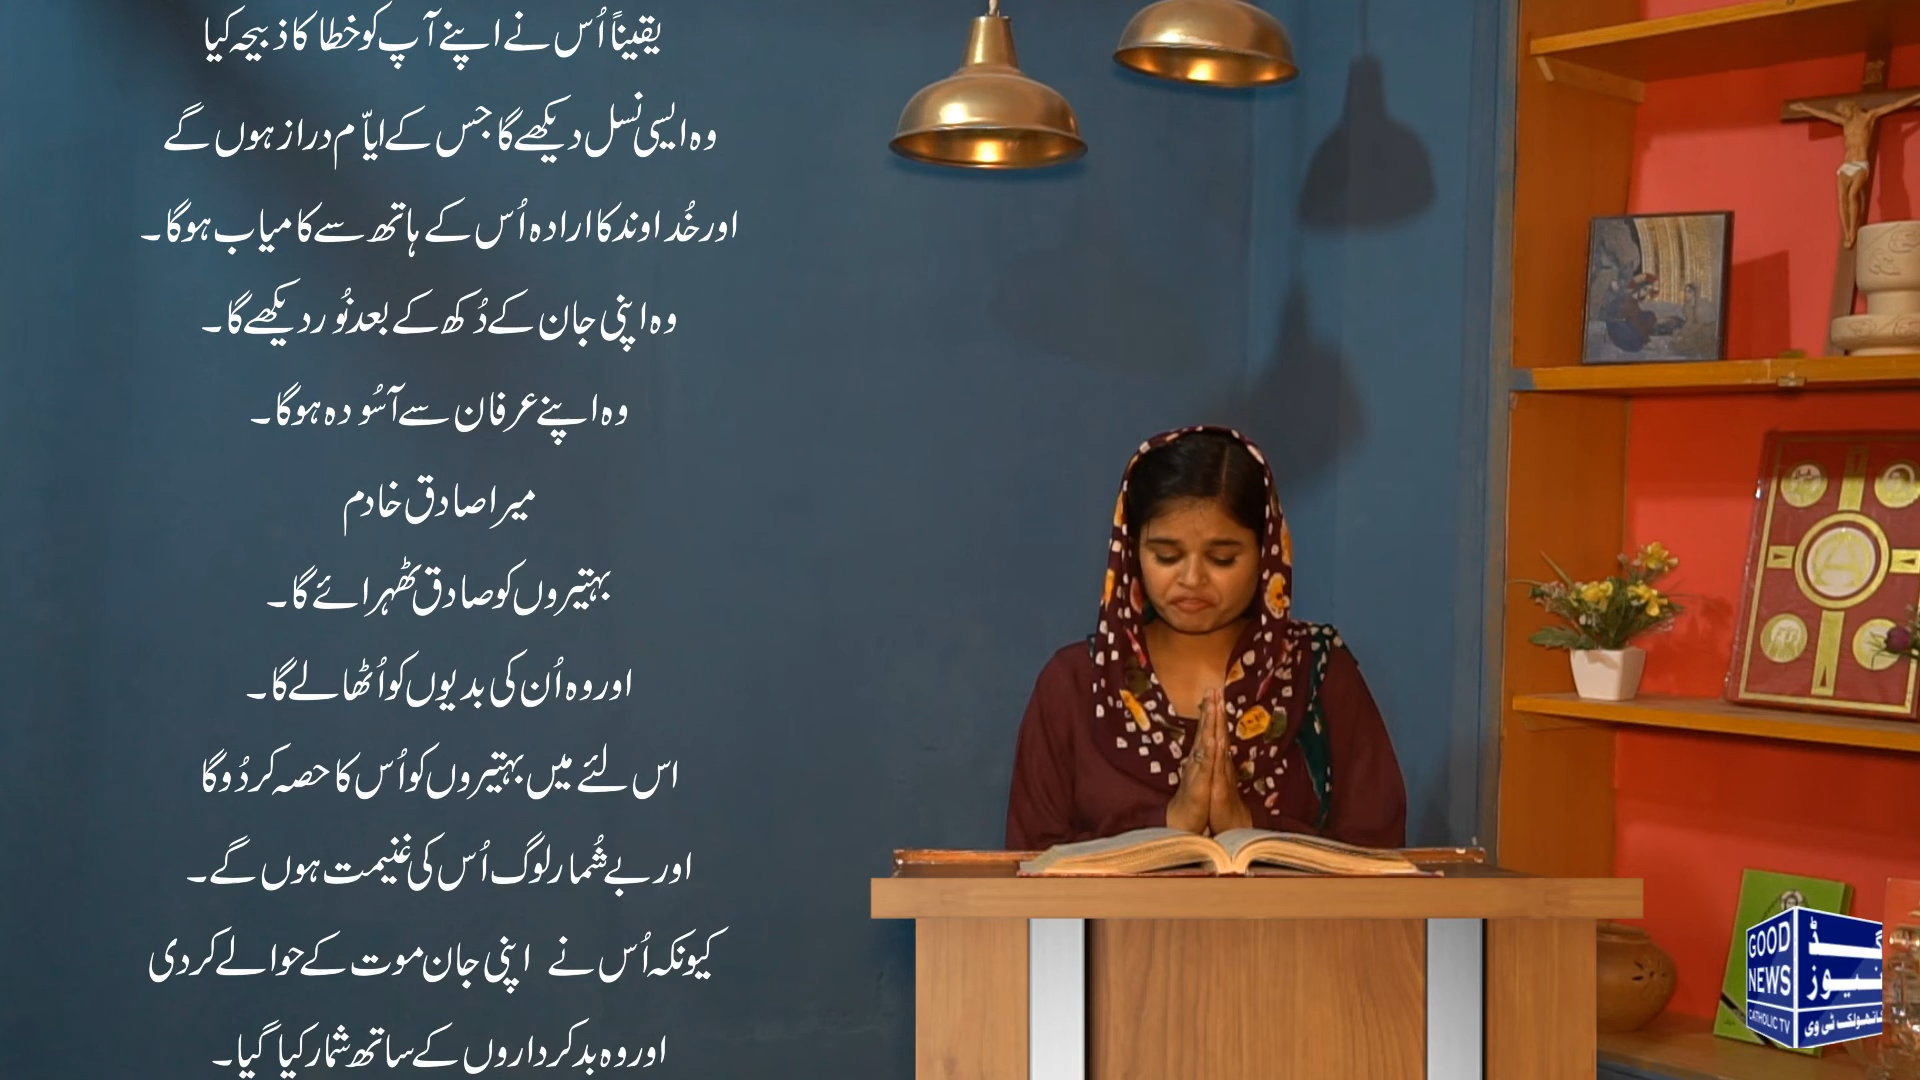 یقیناً اُس نے اپنے آپ کو خطا کا ذبیحہ کیا
وہ ایسی نسل دیکھے گا جس کے ایاّم دراز ہوں گے
اور خُداوند کا ارادہ اُس کے ہاتھ سے کامیاب ہوگا۔
وہ اپنی جان کے دُکھ کے بعد نُور دیکھے گا۔
وہ اپنے عرفان سے آسُودہ ہوگا۔
میرا صادق خادم
بہتیروں کو صادق ٹھہرائے گا۔
اور وہ اُن کی بدیوں کو اُٹھا لے گا۔
اس لئے میں بہتیروں کو اُس کا حصہ کر دُوگا
اور بے شُمار لوگ اُس کی غنیمت ہوں گے۔
کیونکہ اُس نے اپنی جان موت کے حوالے کر دی
اور وہ بدکرداروں کے ساتھ شمار کیا گیا۔
GOOD NEWS
CATHOLIC TV
گڈ
نیوز
کاتھولک ٹی وی